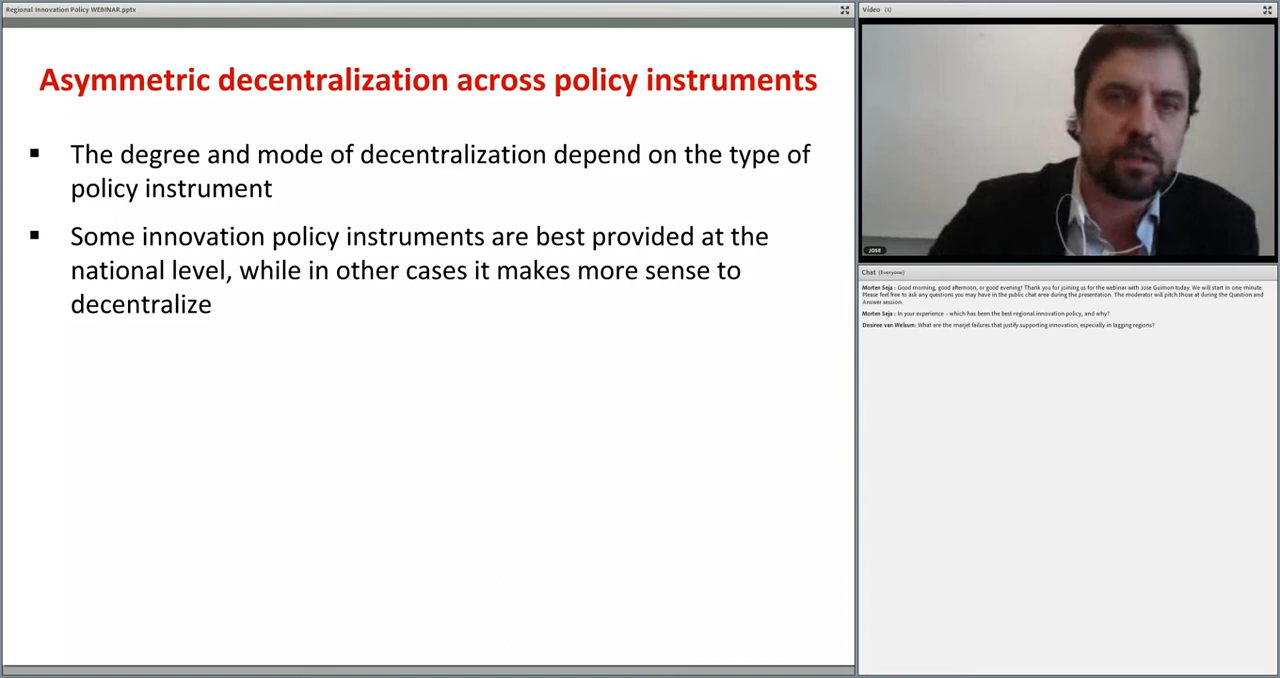 Regional Innovation Policy WEBINAR.pptx
Asymmetric decentralization across policy instruments
▪ The degree and mode of decentralization depend on the type of
policy instrument
▪ Some innovation policy instruments are best provided at the
national level, while in other cases it makes more sense to
decentralize
Video (3)
JOSE
Chat (Everyone)
Morten Seja : Good morning, good afternoon, or good evening! Thank you for joining us for the webinar with Jose Guimon today. We will start in one minute.
Please feel free to ask any questions you may have in the public chat area during the presentation. The moderator will pitch those at during the Question and
Answer session.
Morten Seja : In your experience - which has been the best regional innovation policy, and why?
Desiree van Welsum: What are the marjet failures that justify supporting innovation, especially in lagging regions?